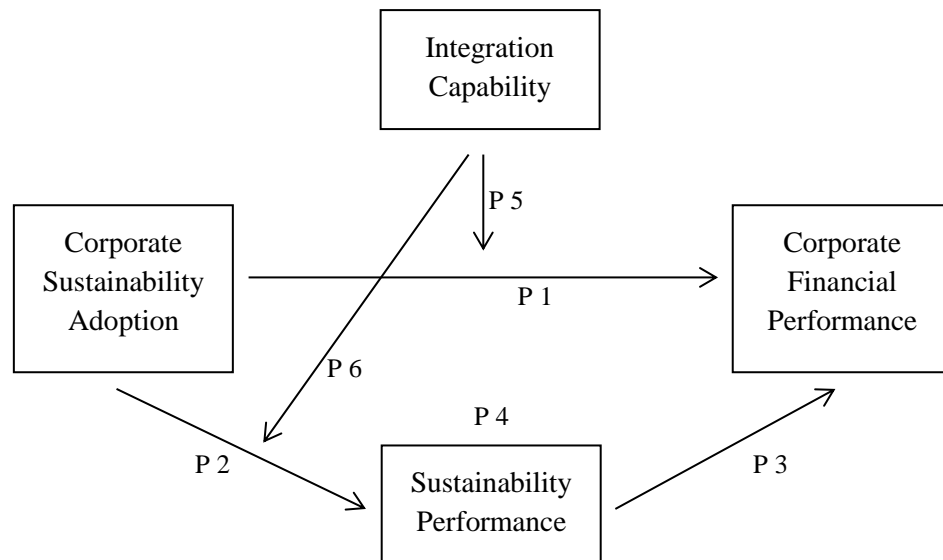 Integration
Capability
P 5
Corporate
Sustainability
Adoption
Corporate
Financial
Performance
P 1
P 6
P 4
P 2
P 3
Sustainability
Performance